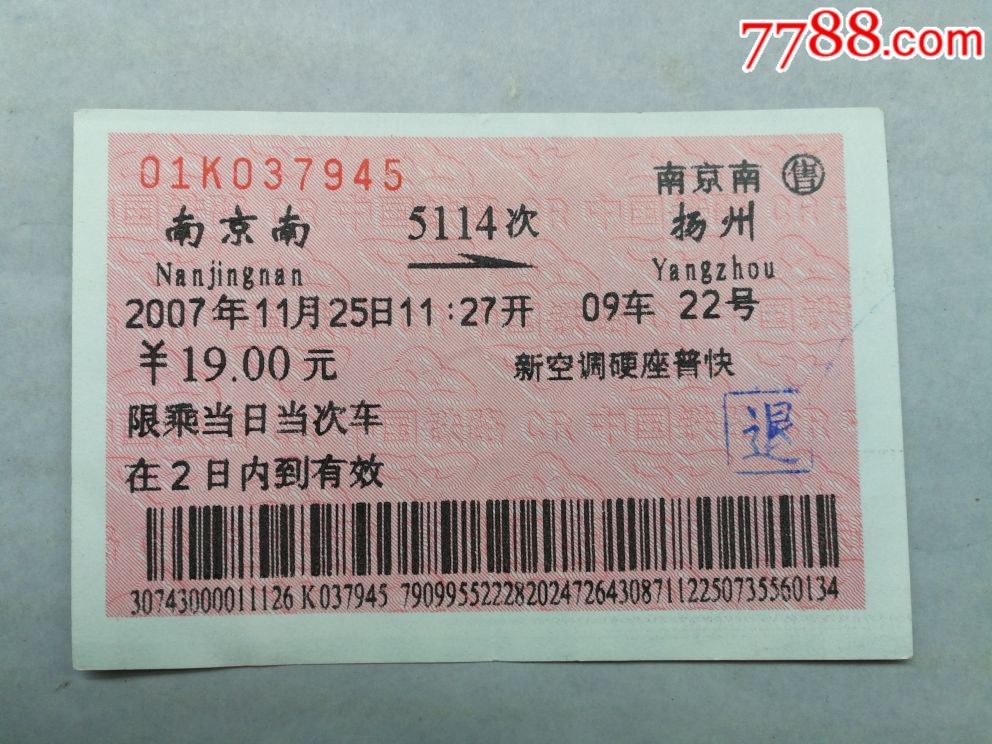 7788.com
01K037945 南京南 售
南京南 5114次 扬州
Nanjingnan Yangzhou
2007年11月25日11:27开 09车 22号
￥19.00元 新空调硬座普快
限乘当日当次车
退
在2日内到有效
30743000011126 K037945 79099552228202472643087112250735560134